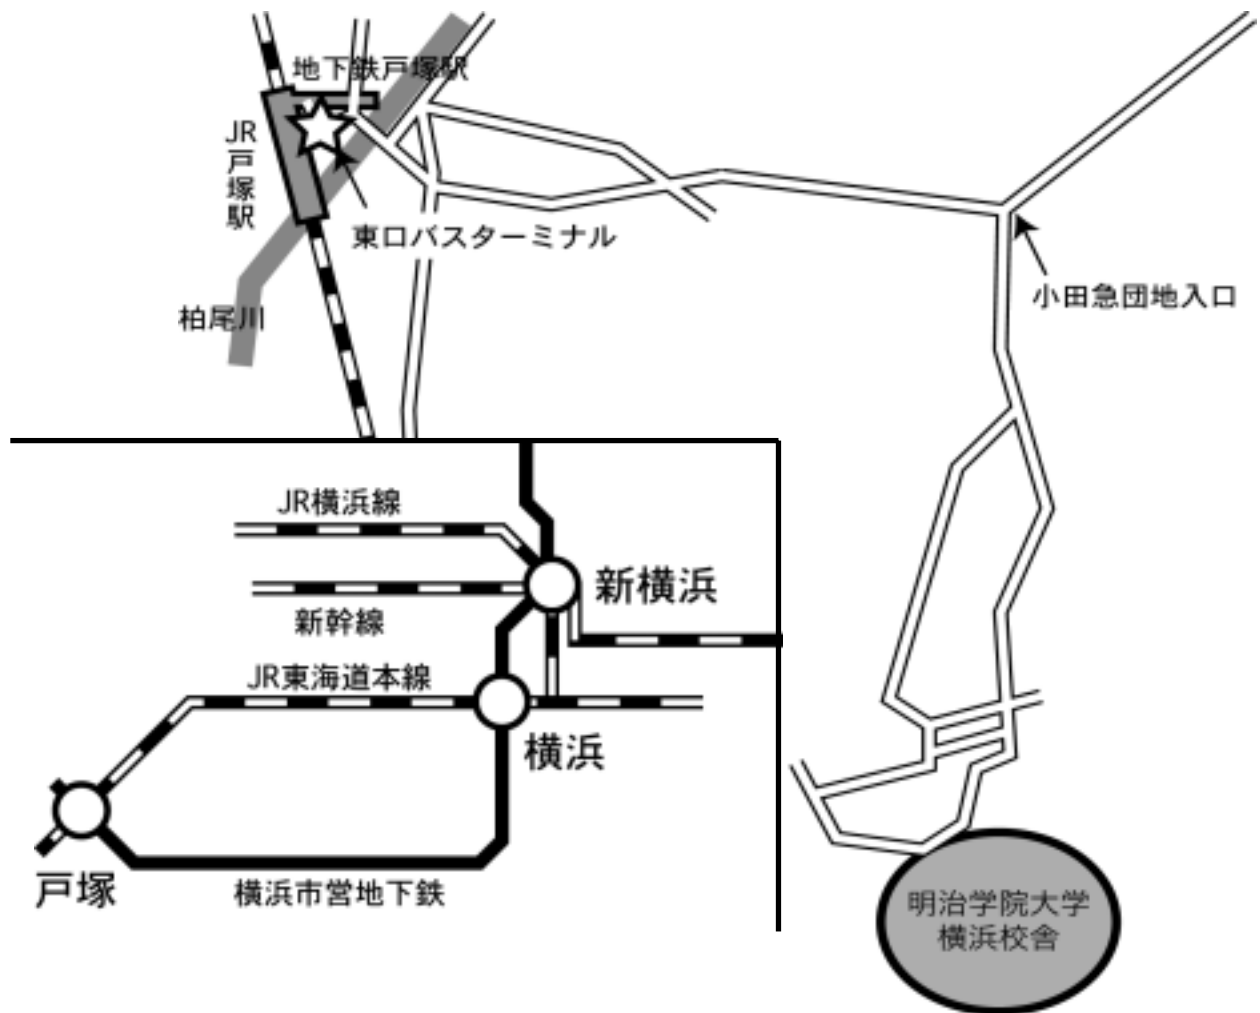 地下鉄戸塚駅
JR戸塚駅
東口バスターミナル
柏尾川
小田急団地入口
JR横浜線
新横浜
新幹線
JR東海道本線
横浜
戸塚
横浜市営地下鉄
明治学院大学
横浜校舎